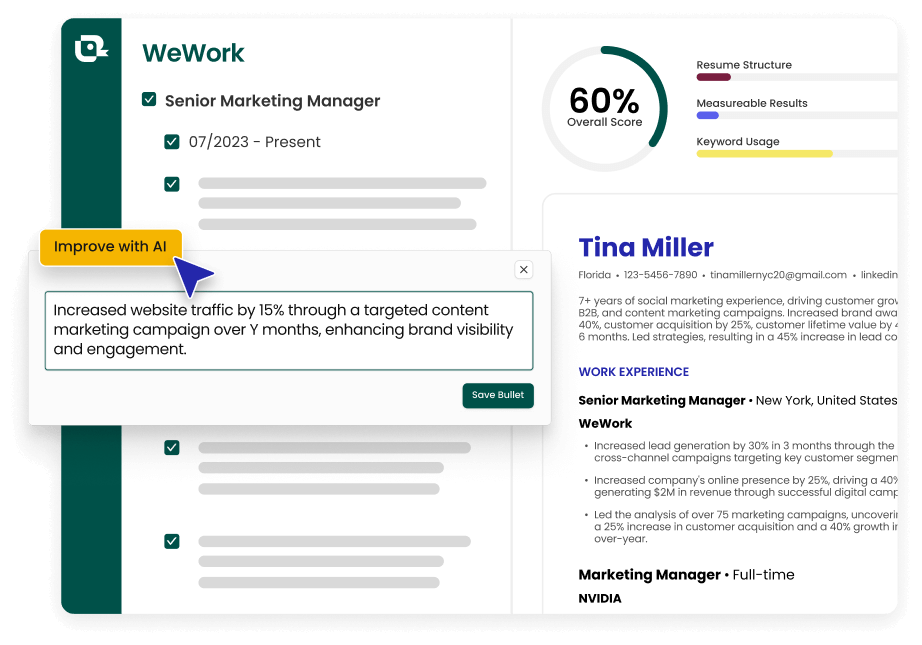 WeWork
Senior Marketing Manager
07/2023 - Present
Improve with AI
Increased website traffic by 15% through a targeted content
marketing campaign over Y months, enhancing brand visibility
and engagement.
Save Bullet
60%
Overall Score
Resume Structure
Measureable Results
Keyword Usage
Tina Miller
Florida • 123-5456-7890 • tinamillernyc20@gmail.com • linkedin
7+ years of social marketing experience, driving customer grow
B2B, and content marketing campaigns. Increased brand awa
40%, customer acquisition by 25%, customer lifetime value by 4
6 months. Led strategies, resulting in a 45% increase in lead co
WORK EXPERIENCE
Senior Marketing Manager • New York, United States
WeWork
• Increased lead generation by 30% in 3 months through the
cross-channel campaigns targeting key customer segmen
• Increased company's online presence by 25%, driving a 40%
generating $2M in revenue through successful digital camp
• Led the analysis of over 75 marketing campaigns, uncoverin
a 25% increase in customer acquisition and a 40% growth in
over-year.
Marketing Manager • Full-time
NVIDIA